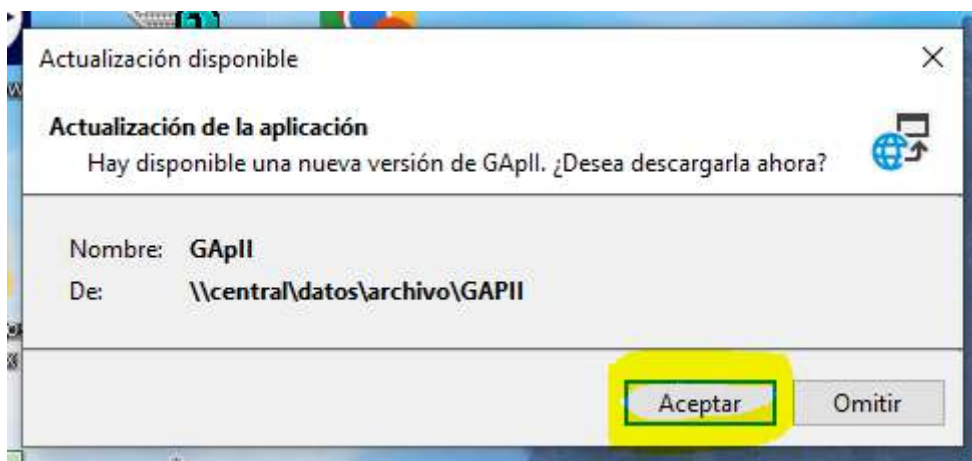 Actualización disponible
Actualización de la aplicación
Hay disponible una nueva versión de GApII. ¿Desea descargarla ahora?
Nombre: GApII
De: \\central\datos\archivo\GAPII
Aceptar Omitir